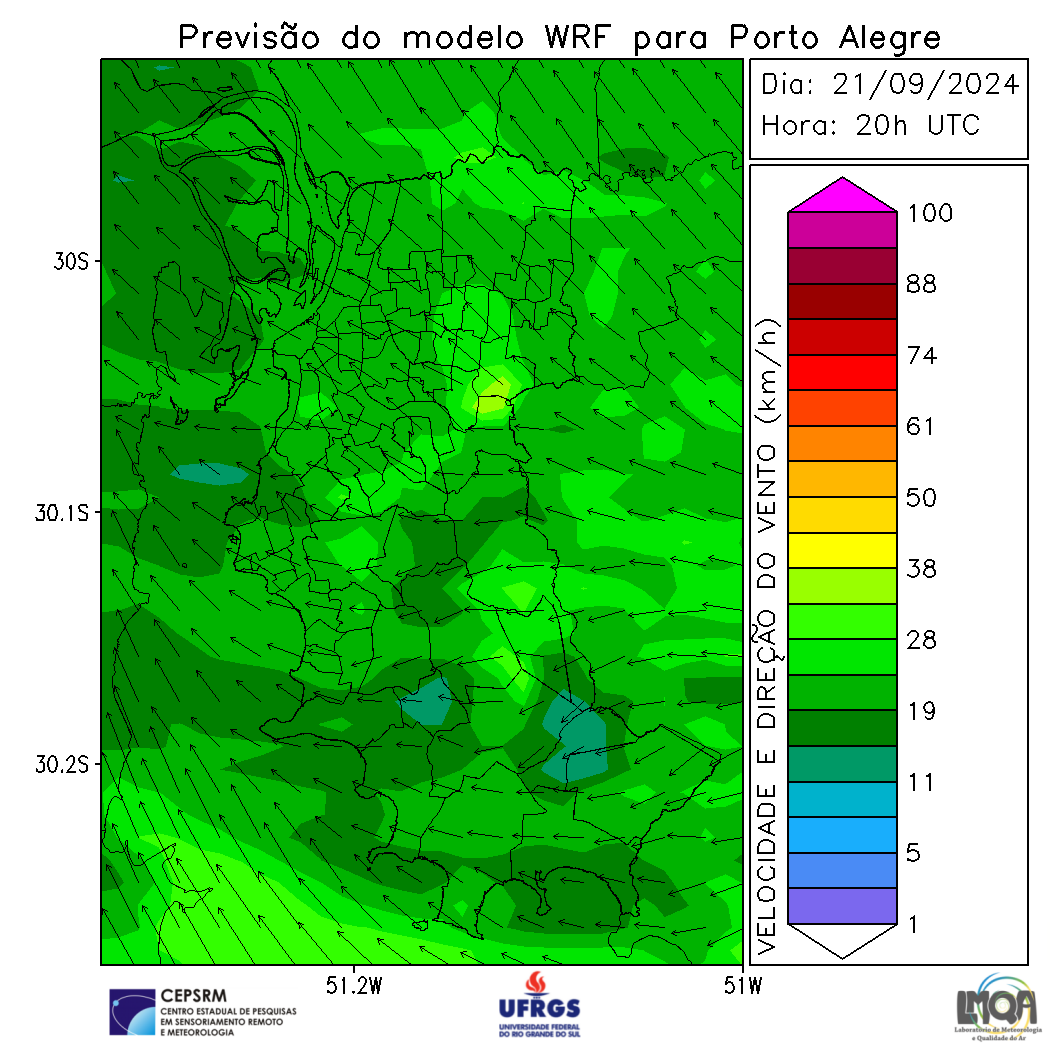 Previsão do modelo WRF para Porto Alegre
Dia: 21/09/2024
Hora: 20h UTC
30S
30.1S
30.2S
51.2W
51W
VELOCIDADE E DIREÇÃO DO VENTO (km/h)
100
88
74
61
50
38
28
19
11
5
1
CEPSRM
CENTRO ESTADUAL DE PESQUISAS
EM SENSORIAMENTO REMOTO
E METEOROLOGIA
UFRGS
UNIVERSIDADE FEDERAL
DO RIO GRANDE DO SUL
LMQA
Laboratório de Meteorologia
e Qualidade do Ar